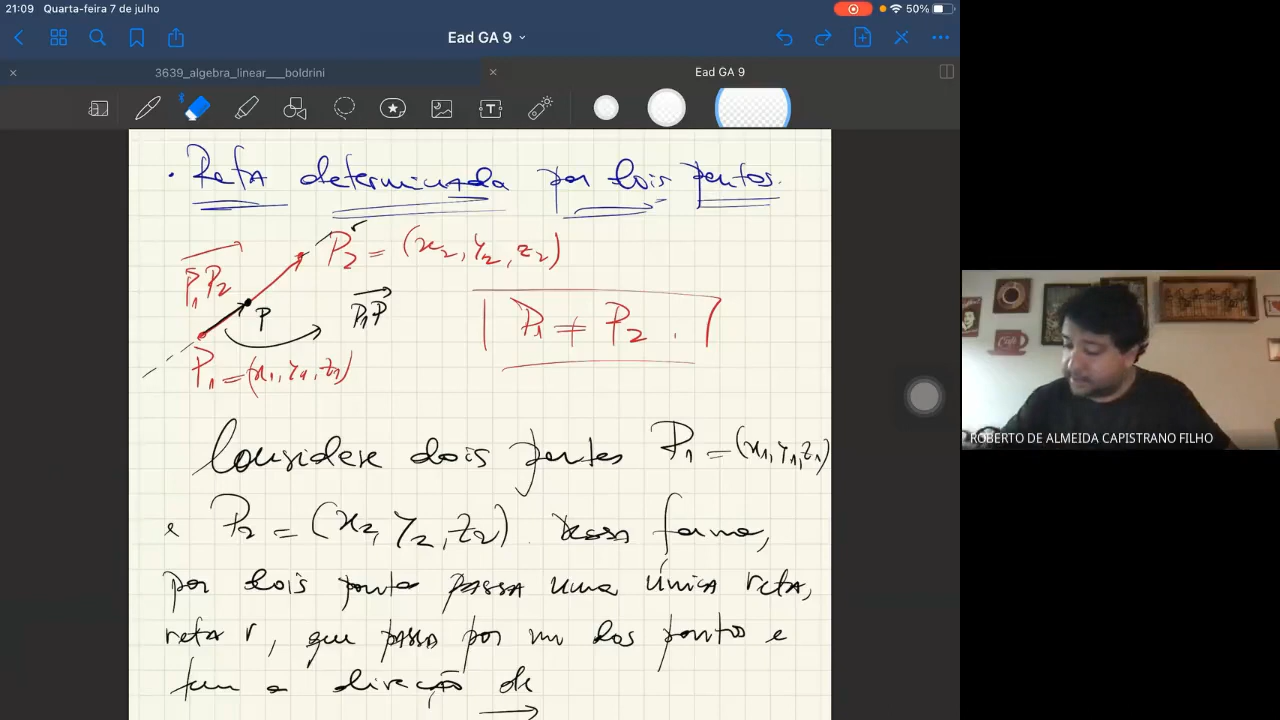 21:09 Quarta-feira 7 de julho
50%
Ead GA 9
3639_algebra_linear___boldrini
Ead GA 9
• Reta determinada por dois pontos.
P₁P₂
P₂ = (x₂, y₂, z₂)
r
P
P₁P
P₁ ≠ P₂ .
P₁ = (x₁, y₁, z₁)
Considere dois pontos P₁ = (x₁, y₁, z₁)
e P₂ = (x₂, y₂, z₂). Dessa forma,
por dois ponto passa uma única reta,
reta r, que passa por um dos ponto e
tem a direção de
ROBERTO DE ALMEIDA CAPISTRANO FILHO